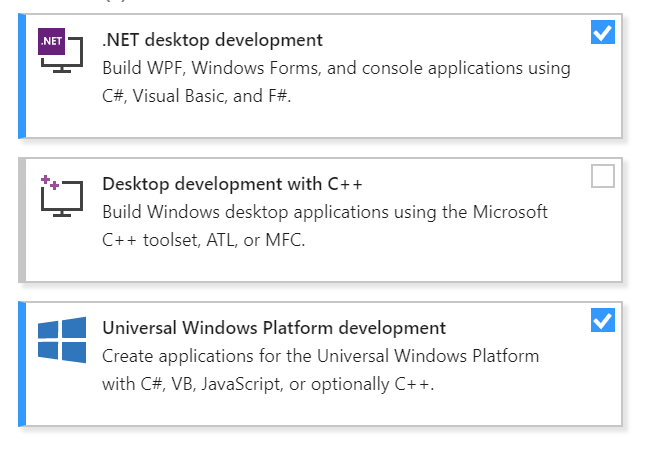 .NET
.NET desktop development
Build WPF, Windows Forms, and console applications using
C#, Visual Basic, and F#.
Desktop development with C++
Build Windows desktop applications using the Microsoft
C++ toolset, ATL, or MFC.
Universal Windows Platform development
Create applications for the Universal Windows Platform
with C#, VB, JavaScript, or optionally C++.